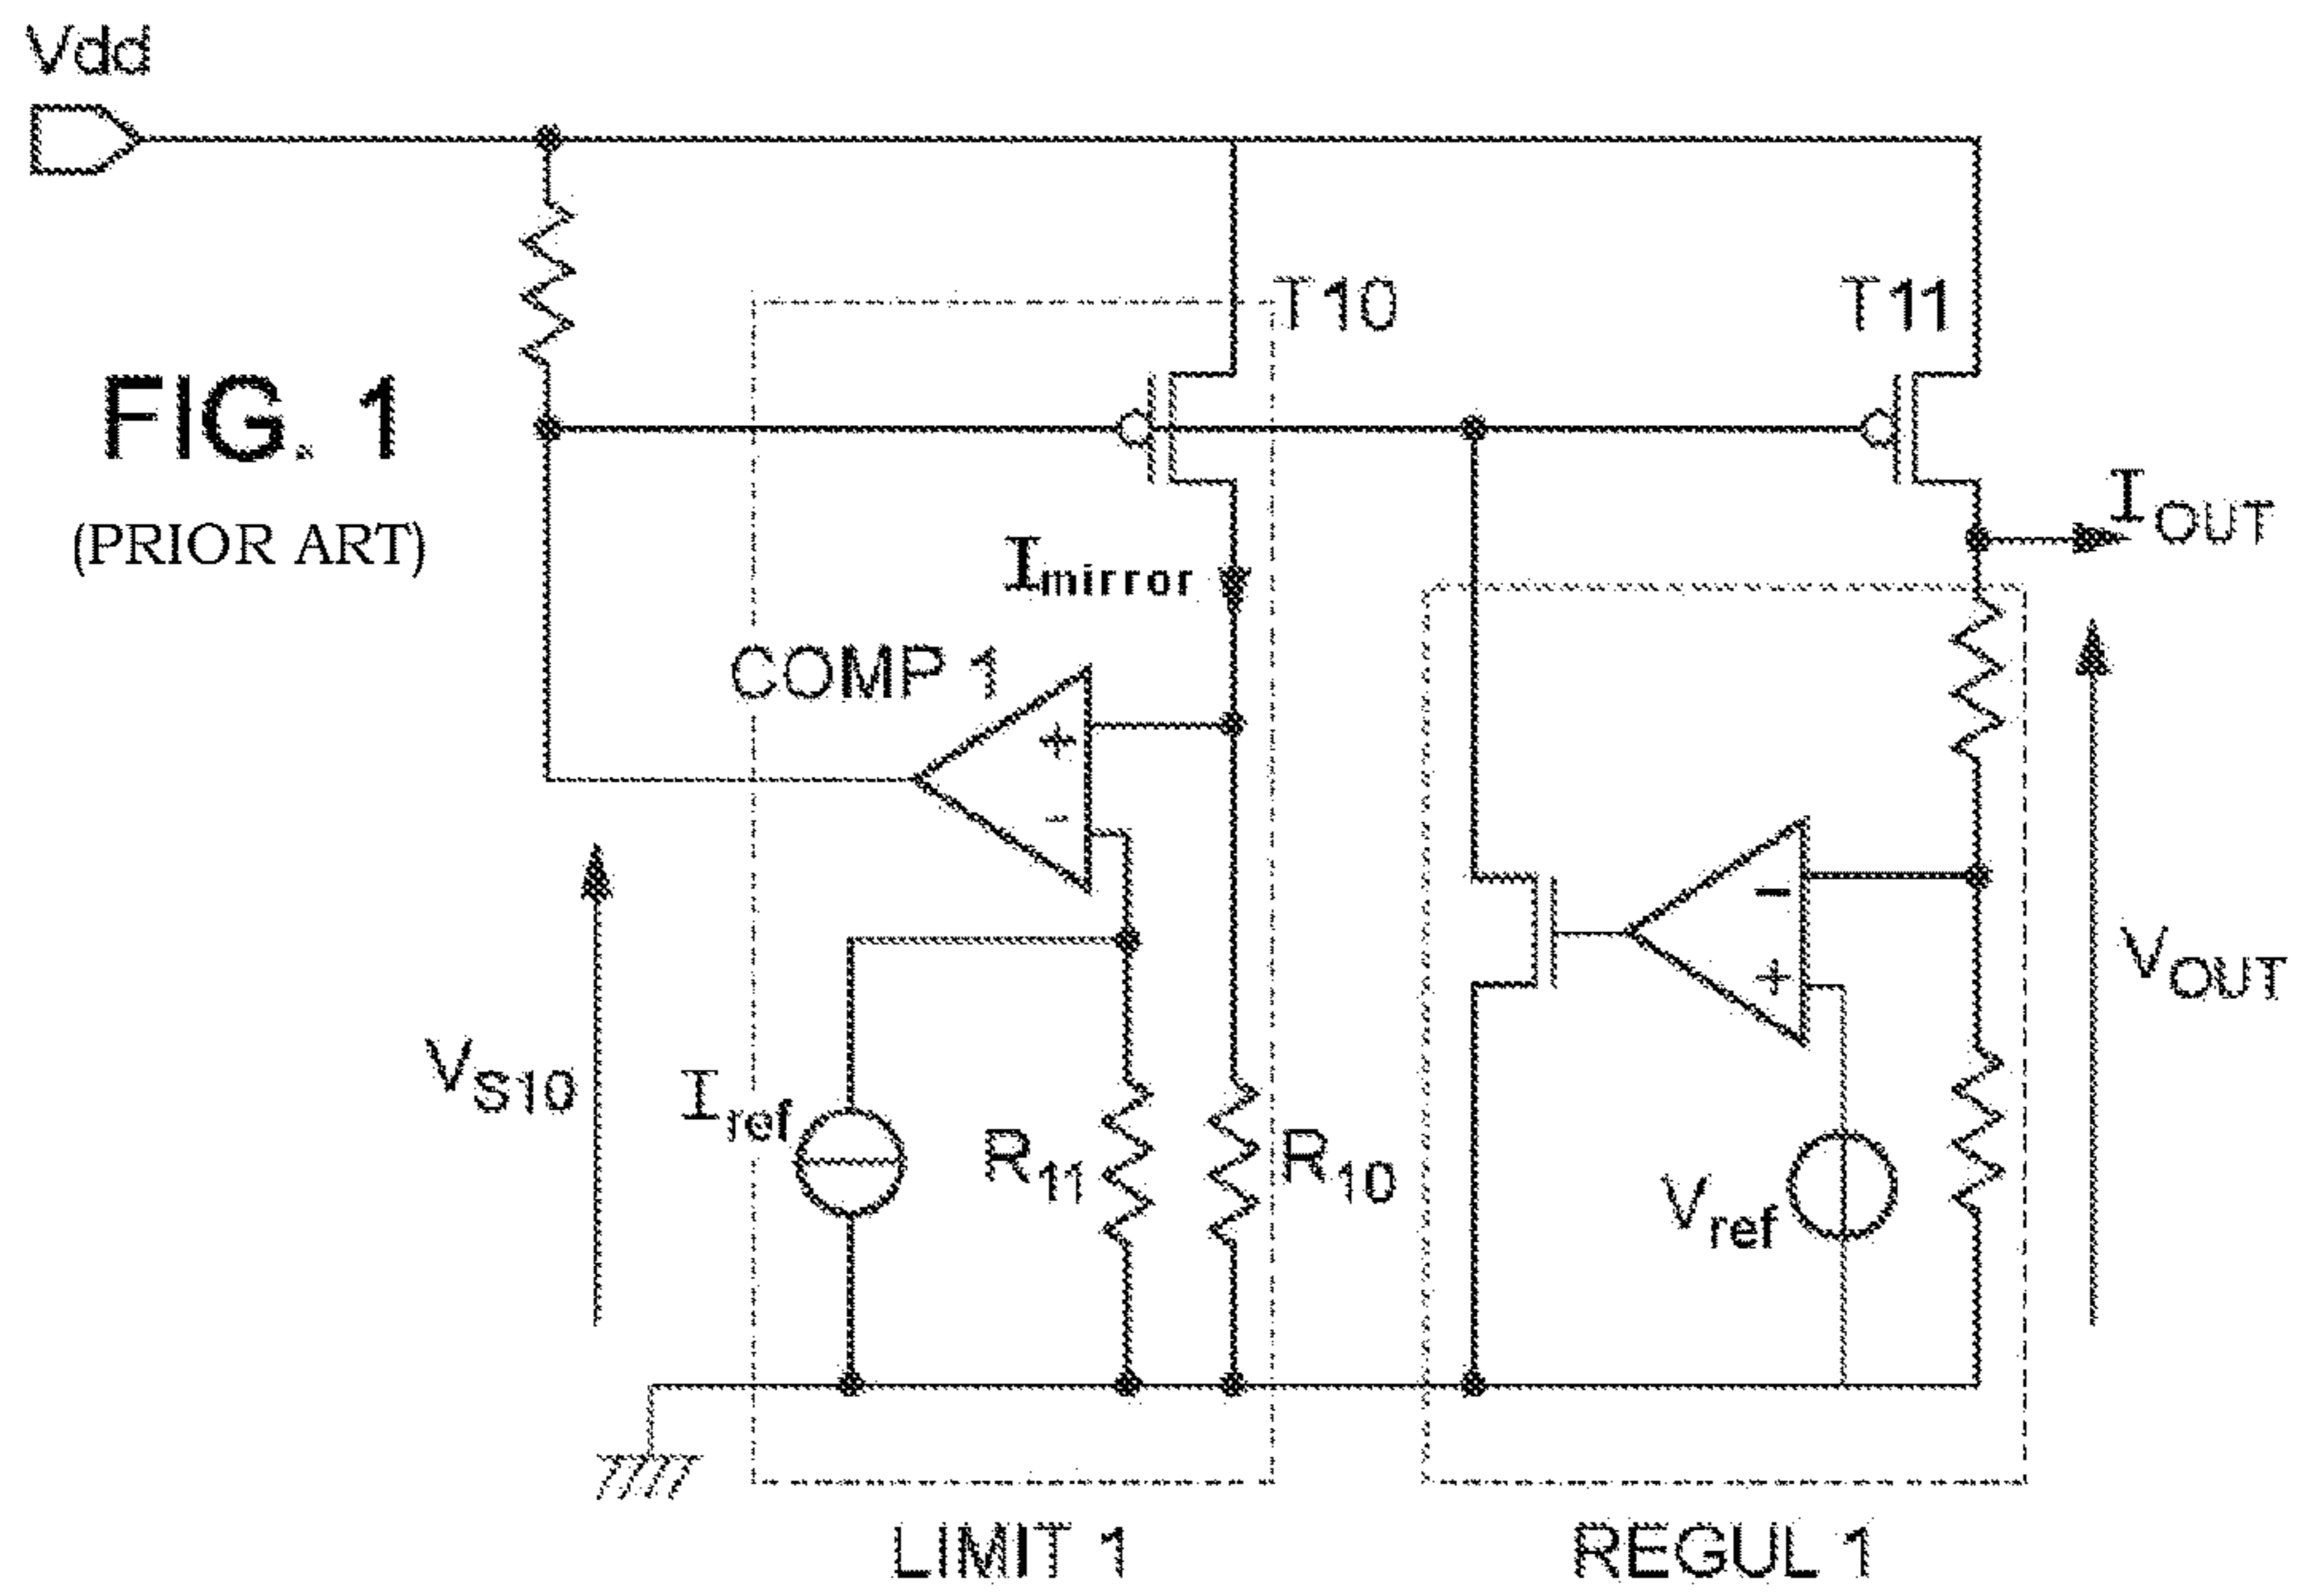 Vdd
T10
T11
FIG. 1
(PRIOR ART)
IOUT
Imirror
COMP 1
+
-
-
+
VOUT
VS10
Iref
R11
R10
Vref
LIMIT 1
REGUL 1